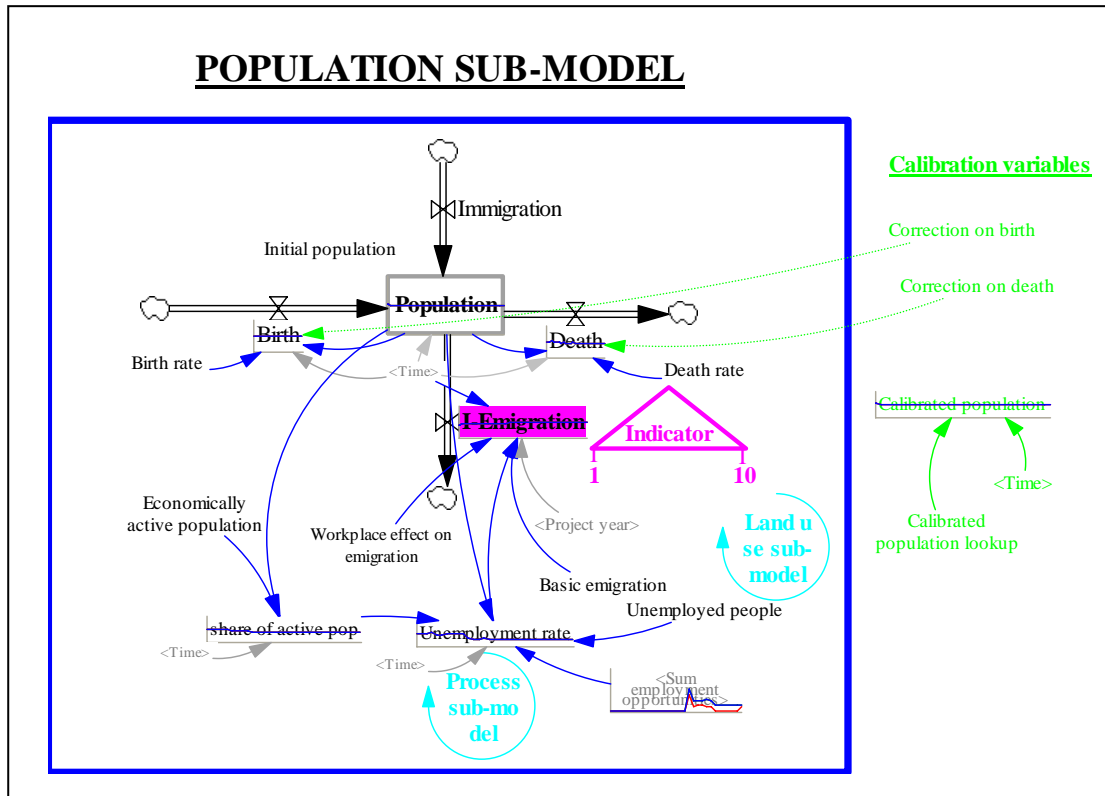 POPULATION SUB-MODEL
Calibration variables
Immigration
Correction on birth
Initial population
Correction on death
Population
Birth
Death
Birth rate
<Time>
Death rate
I-Emigration
Indicator
1
10
Calibrated population
<Time>
Calibrated
population lookup
Economically
active population
Workplace effect on
emigration
<Project year>
Land u
se sub-
model
Basic emigration
Unemployed people
share of active pop
Unemployment rate
<Time>
<Time>
Process
sub-mo
del
<Sum
employment
opportunities>